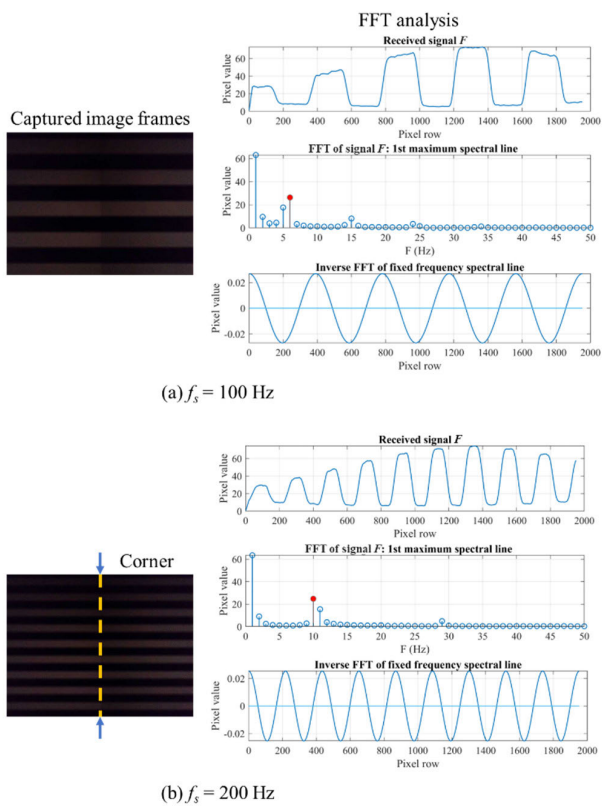 FFT analysis
Received signal F
Pixel value
60
40
20
0
0 200 400 600 800 1000 1200 1400 1600 1800 2000
Pixel row
Captured image frames
FFT of signal F: 1st maximum spectral line
Pixel value
60
40
20
0
0 5 10 15 20 25 30 35 40 45 50
F (Hz)
Inverse FFT of fixed frequency spectral line
Pixel value
0.02
0
-0.02
0 200 400 600 800 1000 1200 1400 1600 1800 2000
Pixel row
(a) fs = 100 Hz
Received signal F
Pixel value
60
40
20
0
0 200 400 600 800 1000 1200 1400 1600 1800 2000
Pixel row
Corner
FFT of signal F: 1st maximum spectral line
Pixel value
60
40
20
0
0 5 10 15 20 25 30 35 40 45 50
F (Hz)
Inverse FFT of fixed frequency spectral line
Pixel value
0.02
0
-0.02
0 200 400 600 800 1000 1200 1400 1600 1800 2000
Pixel row
(b) fs = 200 Hz